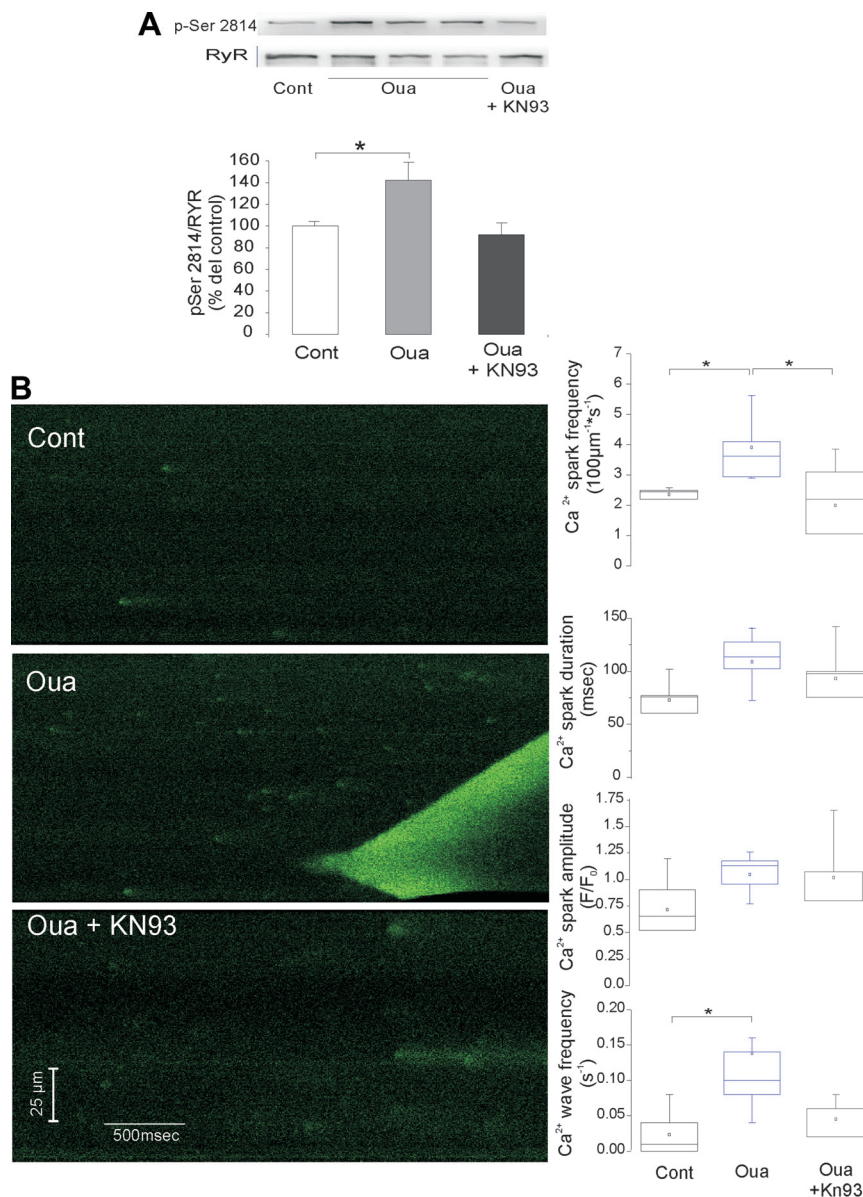 A
p-Ser 2814
RyR
Cont
Oua
Oua
+ KN93
*
pSer 2814/RYR
(% del control)
160
140
120
100
80
60
40
20
0
Cont
Oua
Oua
+ KN93
B
Cont
Oua
Oua + KN93
25 µm
500msec
Ca²⁺ spark frequency
(100µm⁻¹*s⁻¹)
7
6
5
4
3
2
1
0
*
*
Ca²⁺ spark duration
(msec)
150
100
50
0
Ca²⁺ spark amplitude
(F/F₀)
1.75
1.5
1.25
1.0
0.75
0.5
0.25
0.0
Ca²⁺ wave frequency
(s⁻¹)
0.20
0.15
0.10
0.05
0.00
*
Cont
Oua
Oua
+Kn93